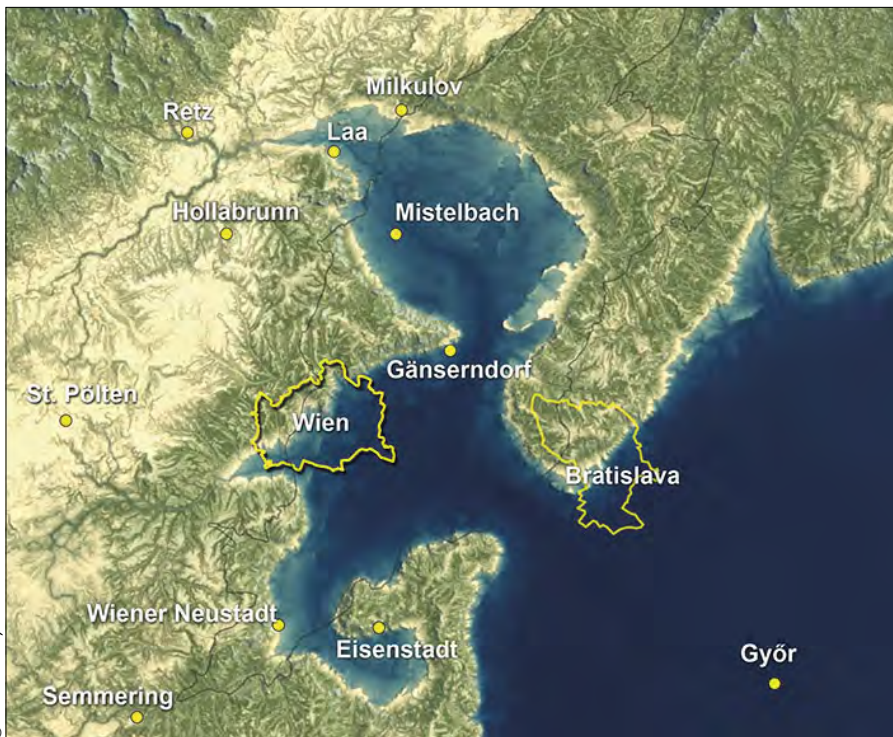 Milkulov
Retz
Laa
Hollabrunn
Mistelbach
Gänserndorf
St. Pölten
Wien
Bratislava
Wiener Neustadt
Eisenstadt
Győr
Semmering